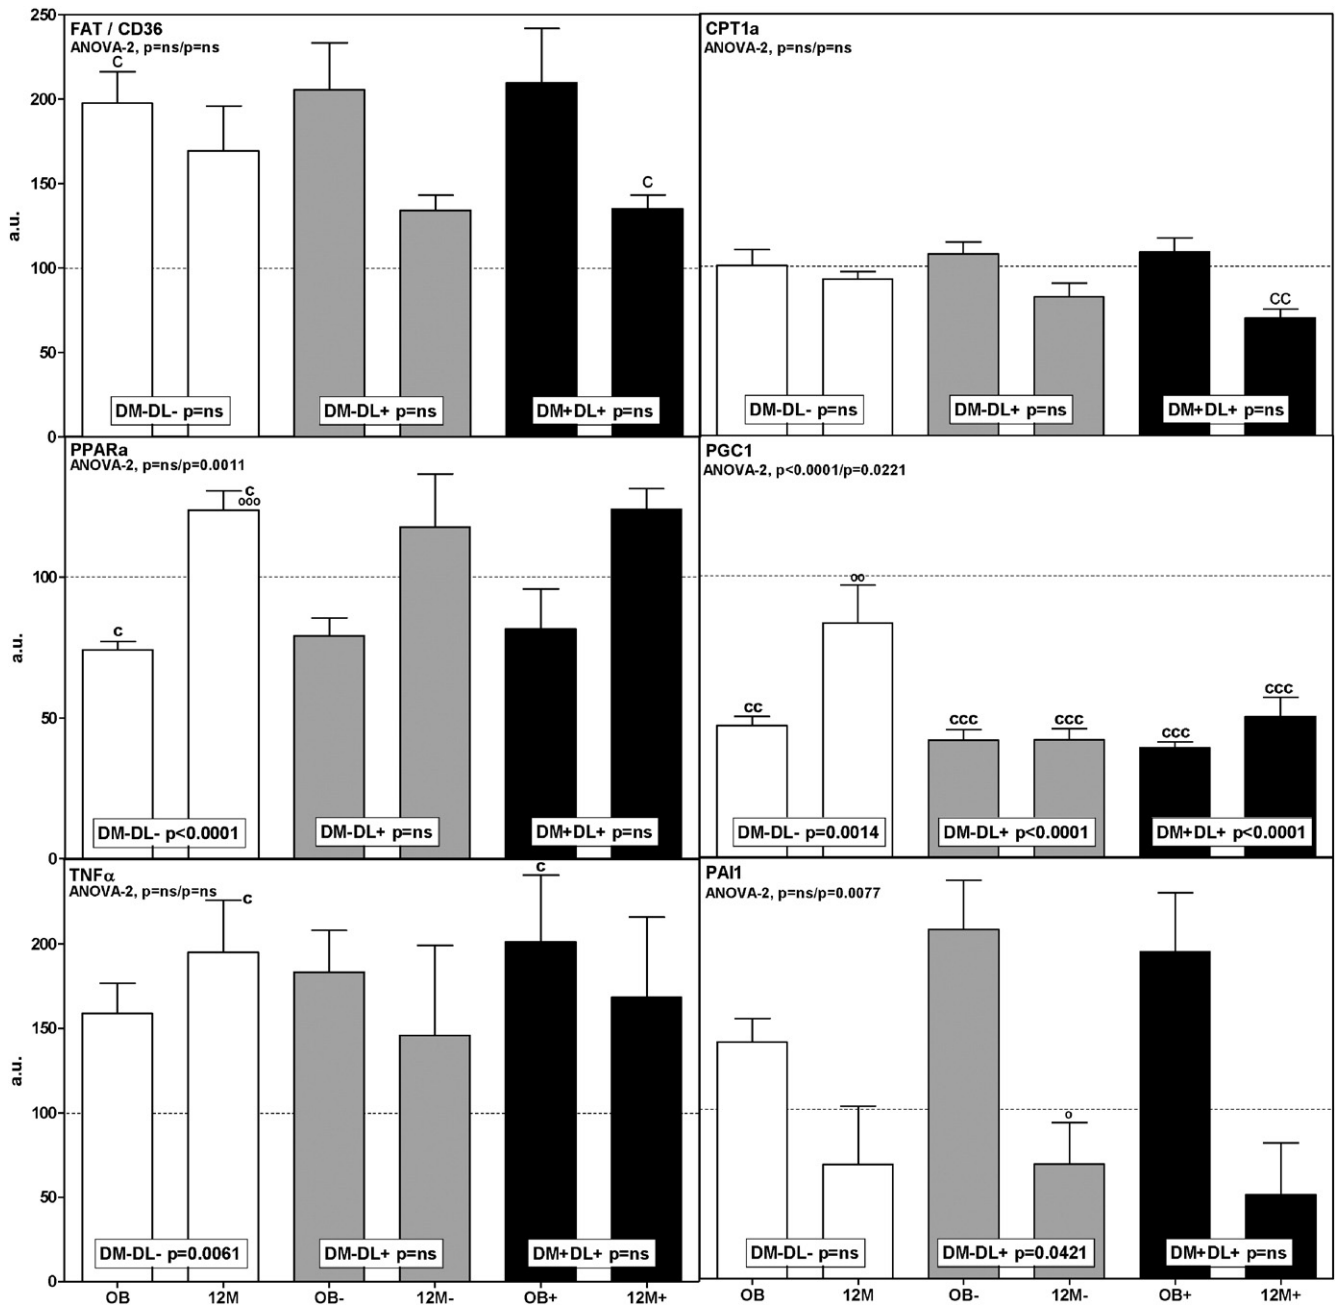 FAT / CD36
ANOVA-2, p=ns/p=ns
C
C
250
200
150
100
50
0
a.u.
DM-DL- p=ns
DM-DL+ p=ns
DM+DL+ p=ns
CPT1a
ANOVA-2, p=ns/p=ns
CC
DM-DL- p=ns
DM-DL+ p=ns
DM+DL+ p=ns
PPARa
ANOVA-2, p=ns/p=0.0011
c
c
ooo
100
50
0
a.u.
DM-DL- p<0.0001
DM-DL+ p=ns
DM+DL+ p=ns
PGC1
ANOVA-2, p<0.0001/p=0.0221
cc
oo
ccc
ccc
ccc
ccc
DM-DL- p=0.0014
DM-DL+ p<0.0001
DM+DL+ p<0.0001
TNFα
ANOVA-2, p=ns/p=ns
c
c
200
150
100
50
0
a.u.
DM-DL- p=0.0061
DM-DL+ p=ns
DM+DL+ p=ns
OB 12M OB- 12M- OB+ 12M+
PAI1
ANOVA-2, p=ns/p=0.0077
o
DM-DL- p=ns
DM-DL+ p=0.0421
DM+DL+ p=ns
OB 12M OB- 12M- OB+ 12M+